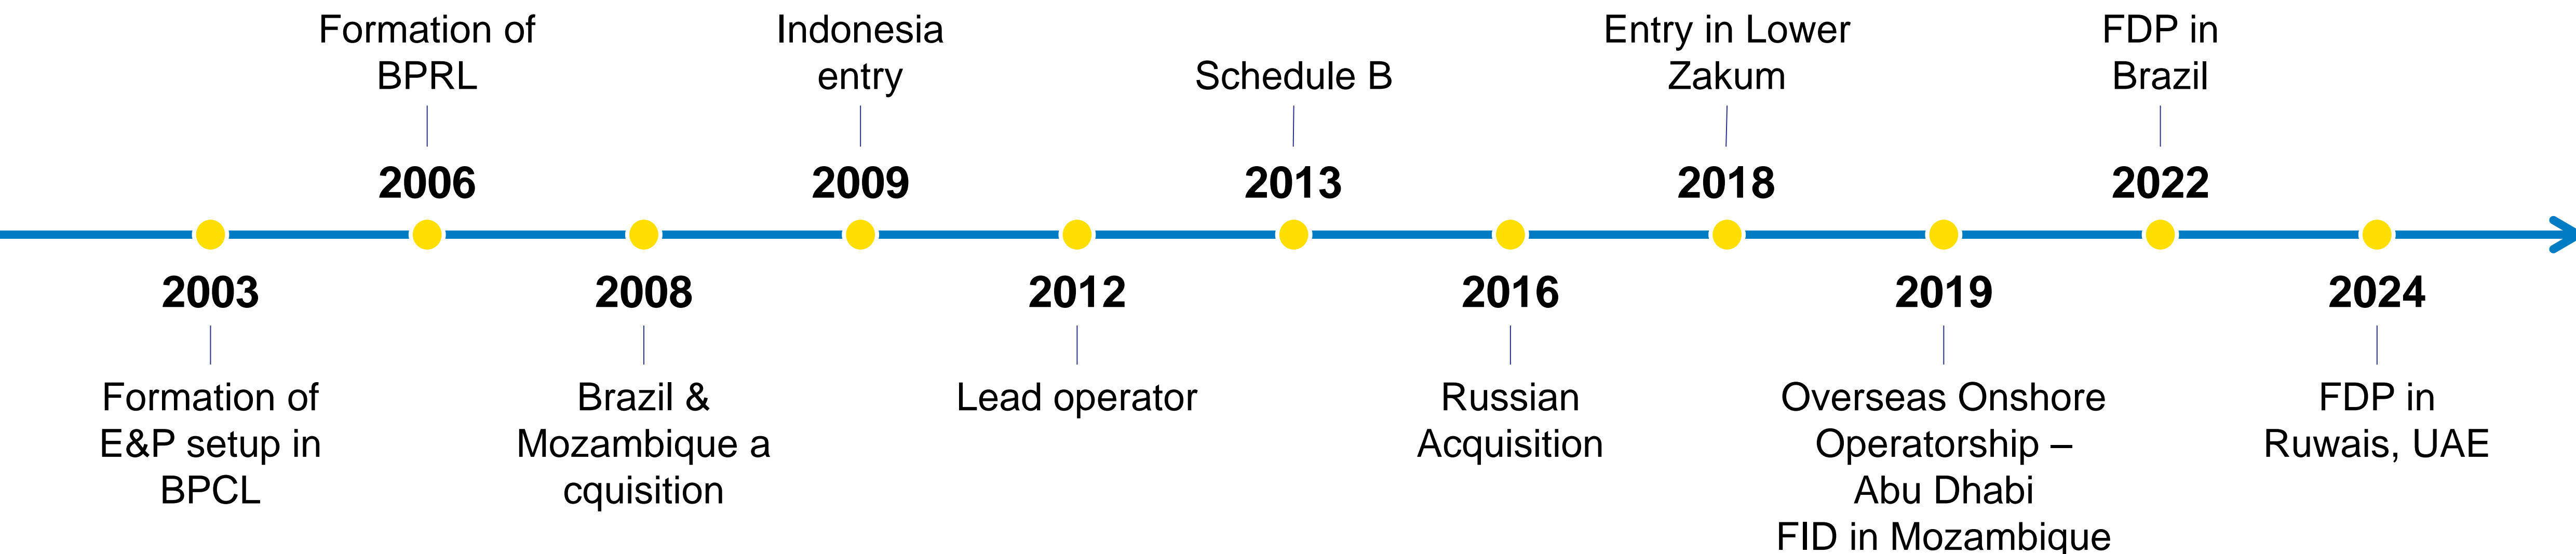 Formation of
BPRL
Indonesia
entry
Schedule B
Entry in Lower
Zakum
FDP in
Brazil
2006
2009
2013
2018
2022
2003
2008
2012
2016
2019
2024
Formation of
E&P setup in
BPCL
Brazil &
Mozambique a
cquisition
Lead operator
Russian
Acquisition
Overseas Onshore
Operatorship –
Abu Dhabi
FID in Mozambique
FDP in
Ruwais, UAE